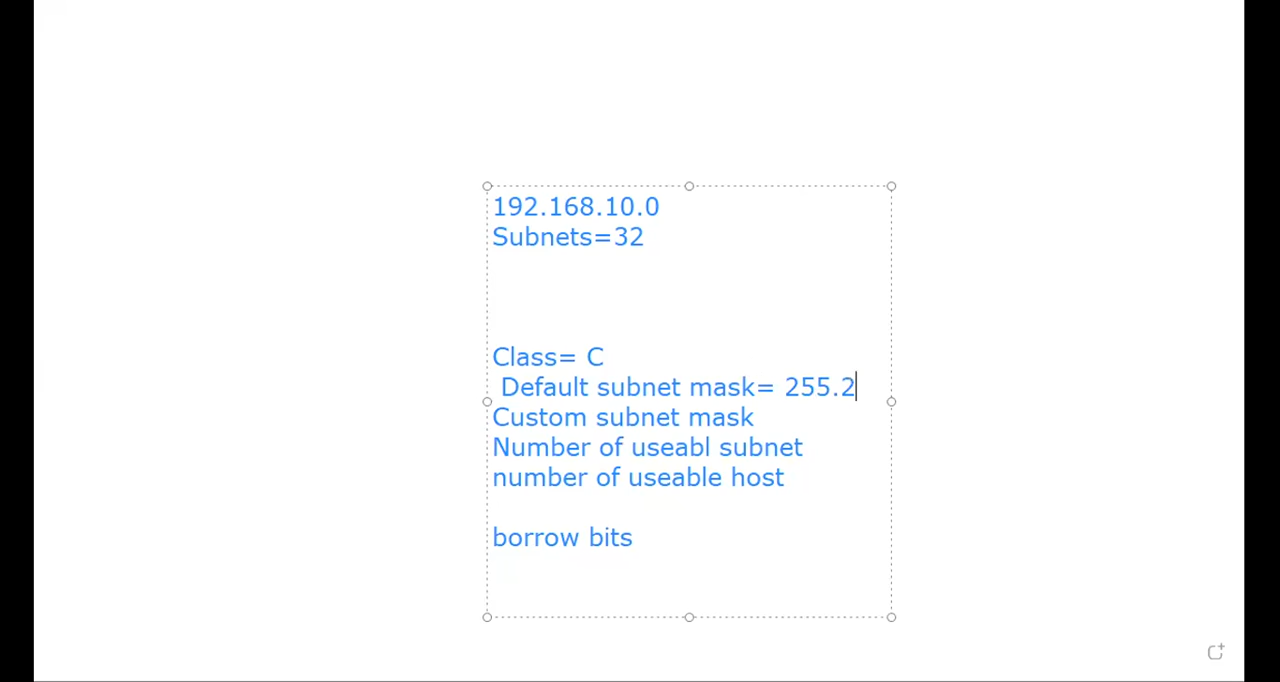 192.168.10.0
Subnets=32
Class= C
Default subnet mask= 255.2
Custom subnet mask
Number of useabl subnet
number of useable host
borrow bits